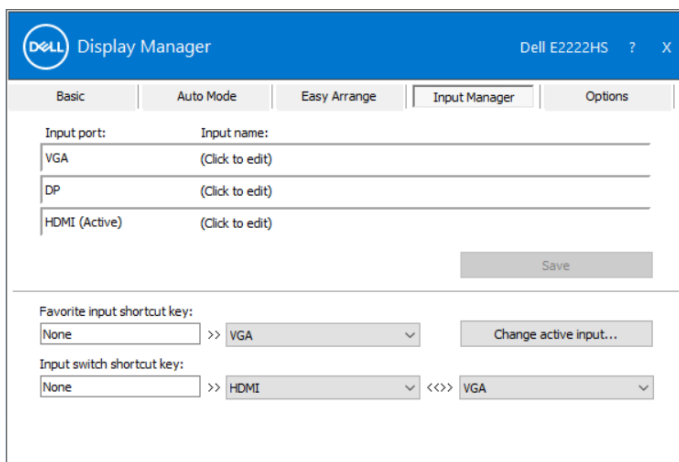 DELL Display Manager Dell E2222HS ? X
Basic Auto Mode Easy Arrange Input Manager Options
Input port: Input name:
VGA (Click to edit)
DP (Click to edit)
HDMI (Active) (Click to edit)
Save
Favorite input shortcut key:
None >> VGA Change active input...
Input switch shortcut key:
None >> HDMI <<>> VGA